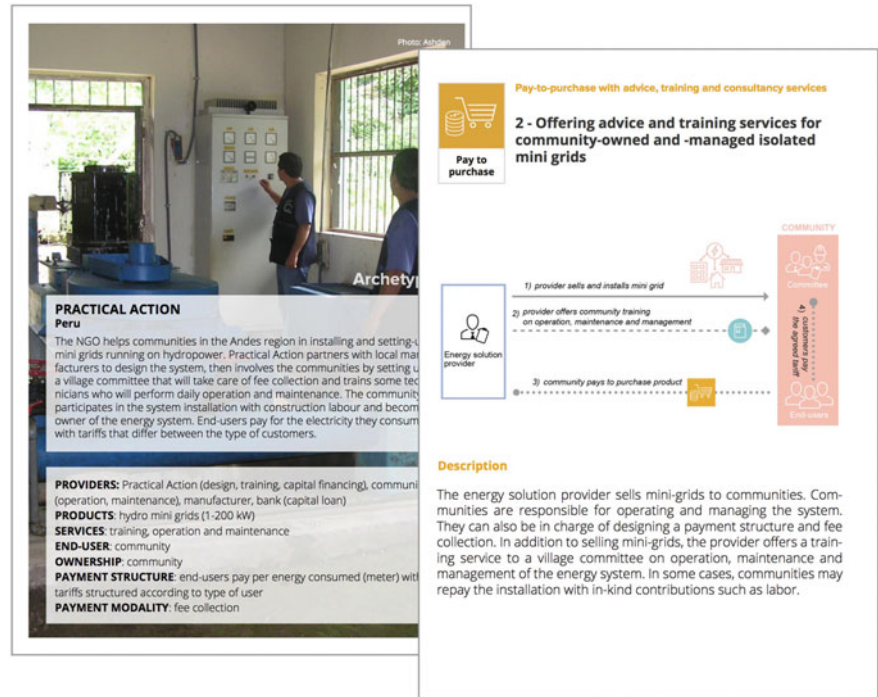 Photo: Ashden
Archetyp
PRACTICAL ACTION
Peru
The NGO helps communities in the Andes region in installing and setting-u
mini grids running on hydropower. Practical Action partners with local man
facturers to design the system, then involves the communities by setting u
a village committee that will take care of fee collection and trains some tec
nicians who will perform daily operation and maintenance. The community
participates in the system installation with construction labour and becom
owner of the energy system. End-users pay for the electricity they consum
with tariffs that differ between the type of customers.
PROVIDERS: Practical Action (design, training, capital financing), communi
(operation, maintenance), manufacturer, bank (capital loan)
PRODUCTS: hydro mini grids (1-200 kW)
SERVICES: training, operation and maintenance
END-USER: community
OWNERSHIP: community
PAYMENT STRUCTURE: end-users pay per energy consumed (meter) with
tariffs structured according to type of user
PAYMENT MODALITY: fee collection
Pay-to-purchase with advice, training and consultancy services
Pay to
purchase
2 - Offering advice and training services for
community-owned and -managed isolated
mini grids
COMMUNITY
Committee
1) provider sells and installs mini grid
2) provider offers community training
on operation, maintenance and management
3) community pays to purchase product
4) customers pay
the agreed tariff
Energy solution
provider
End-users
Description
The energy solution provider sells mini-grids to communities. Com-
munities are responsible for operating and managing the system.
They can also be in charge of designing a payment structure and fee
collection. In addition to selling mini-grids, the provider offers a train-
ing service to a village committee on operation, maintenance and
management of the energy system. In some cases, communities may
repay the installation with in-kind contributions such as labor.